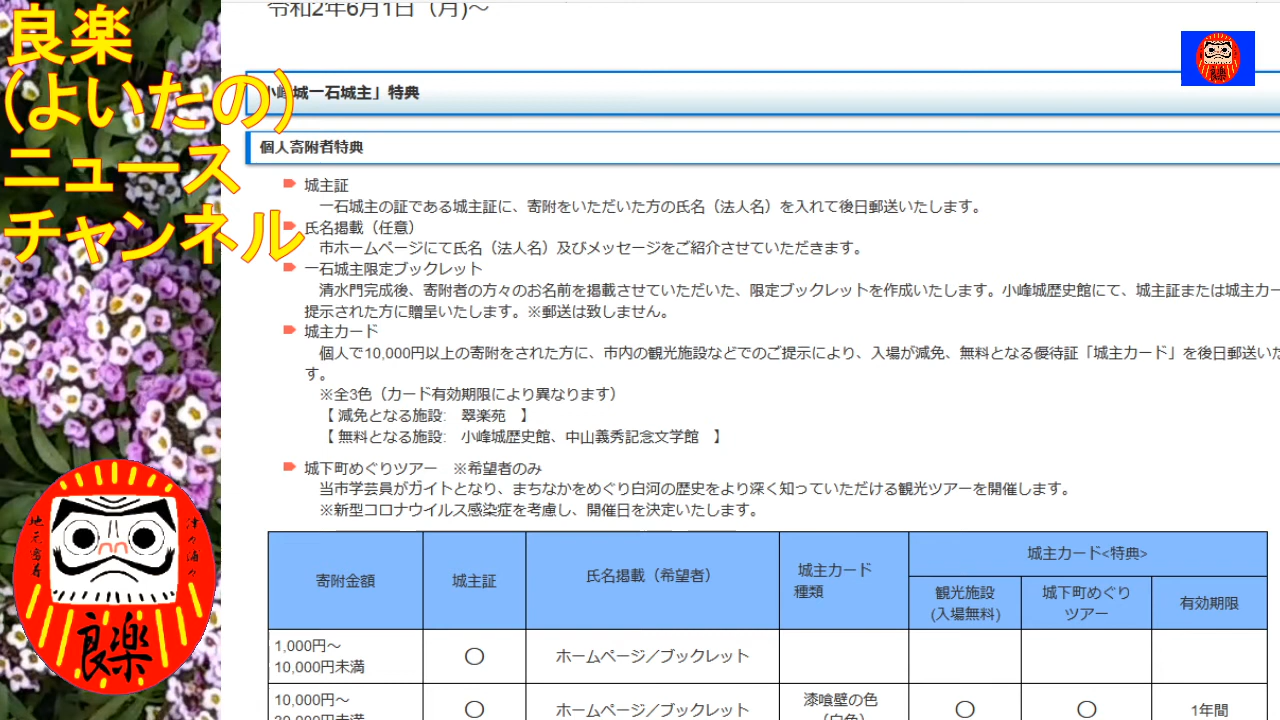 令和2年6月1日（月)～
良楽
(よいたの)
ニュース
チャンネル
小峰城一石城主」特典
個人寄附者特典
城主証
一石城主の証である城主証に、寄附をいただいた方の氏名（法人名）を入れて後日郵送いたします。
氏名掲載（任意）
市ホームページにて氏名（法人名）及びメッセージをご紹介させていただきます。
一石城主限定ブックレット
清水門完成後、寄附者の方々のお名前を掲載させていただいた、限定ブックレットを作成いたします。小峰城歴史館にて、城主証または城主カー
提示された方に贈呈いたします。※郵送は致しません。
城主カード
個人で10,000円以上の寄附をされた方に、市内の観光施設などでのご提示により、入場が減免、無料となる優待証「城主カード」を後日郵送いた
す。
※全3色（カード有効期限により異なります）
【 減免となる施設:　翠楽苑　】
【 無料となる施設:　小峰城歴史館、中山義秀記念文学館　】
城下町めぐりツアー　※希望者のみ
当市学芸員がガイトとなり、まちなかをめぐり白河の歴史をより深く知っていただける観光ツアーを開催します。
※新型コロナウイルス感染症を考慮し、開催日を決定いたします。
寄附金額
城主証
氏名掲載（希望者）
城主カード
種類
城主カード<特典>
観光施設
(入場無料)
城下町めぐり
ツアー
有効期限
1,000円～
10,000円未満
〇
ホームページ／ブックレット
10,000円～
30,000円未満
〇
ホームページ／ブックレット
漆喰壁の色
（白色）
〇
〇
1年間
津々浦々
地元密着
良楽
良楽